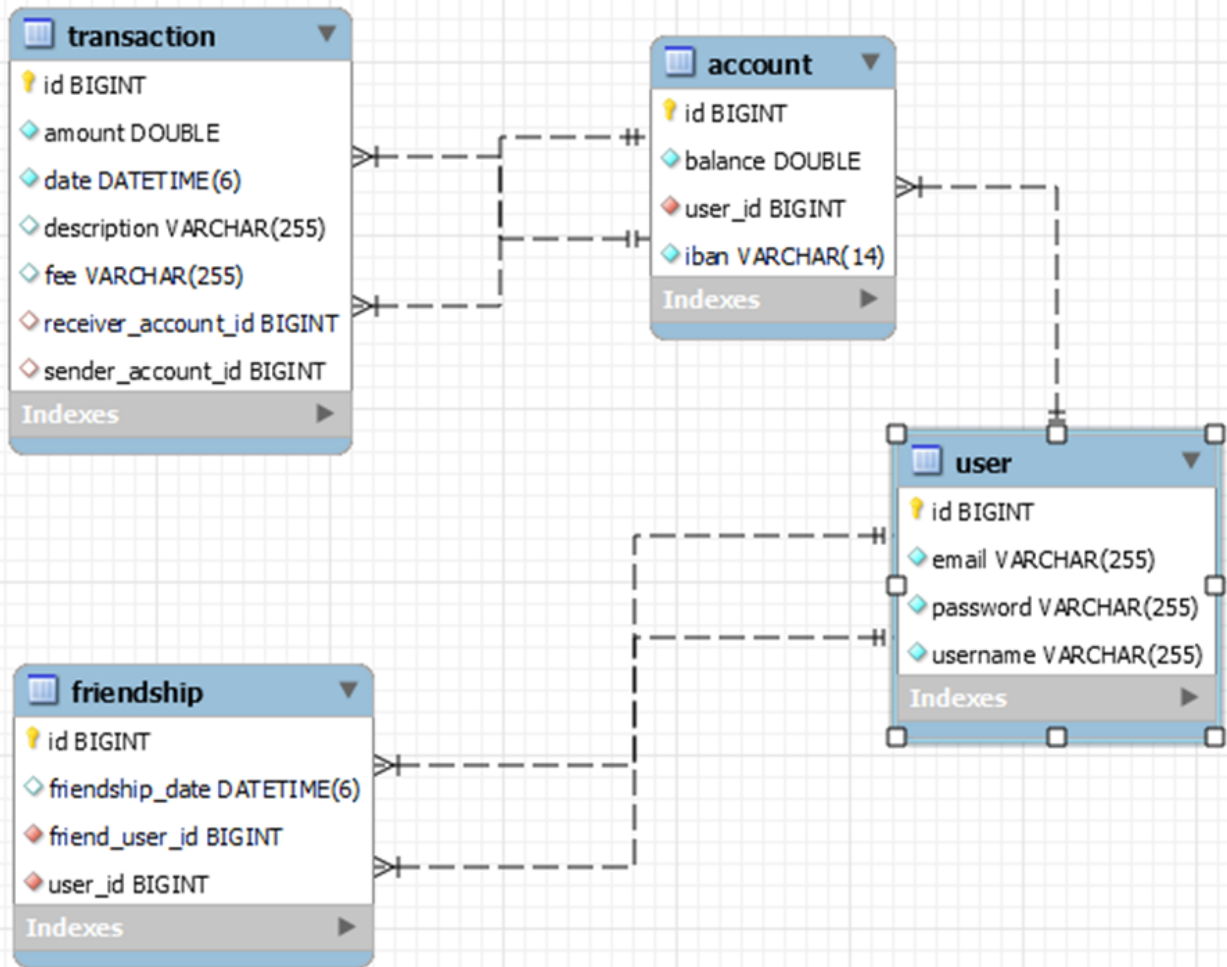 transaction
id BIGINT
amount DOUBLE
date DATETIME(6)
description VARCHAR(255)
fee VARCHAR(255)
receiver_account_id BIGINT
sender_account_id BIGINT
Indexes
account
id BIGINT
balance DOUBLE
user_id BIGINT
iban VARCHAR(14)
Indexes
user
id BIGINT
email VARCHAR(255)
password VARCHAR(255)
username VARCHAR(255)
Indexes
friendship
id BIGINT
friendship_date DATETIME(6)
friend_user_id BIGINT
user_id BIGINT
Indexes